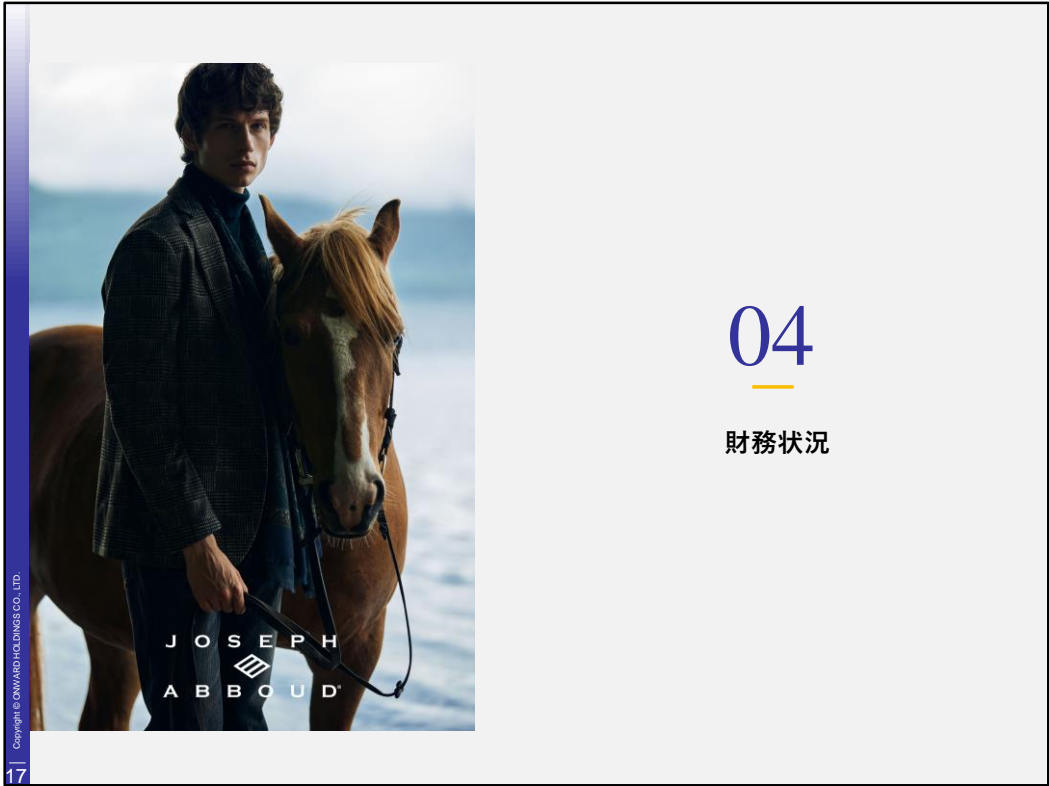 04
財務状況
JOSEPH
ABBOUD®
Copyright © ONWARD HOLDINGS CO., LTD.
17